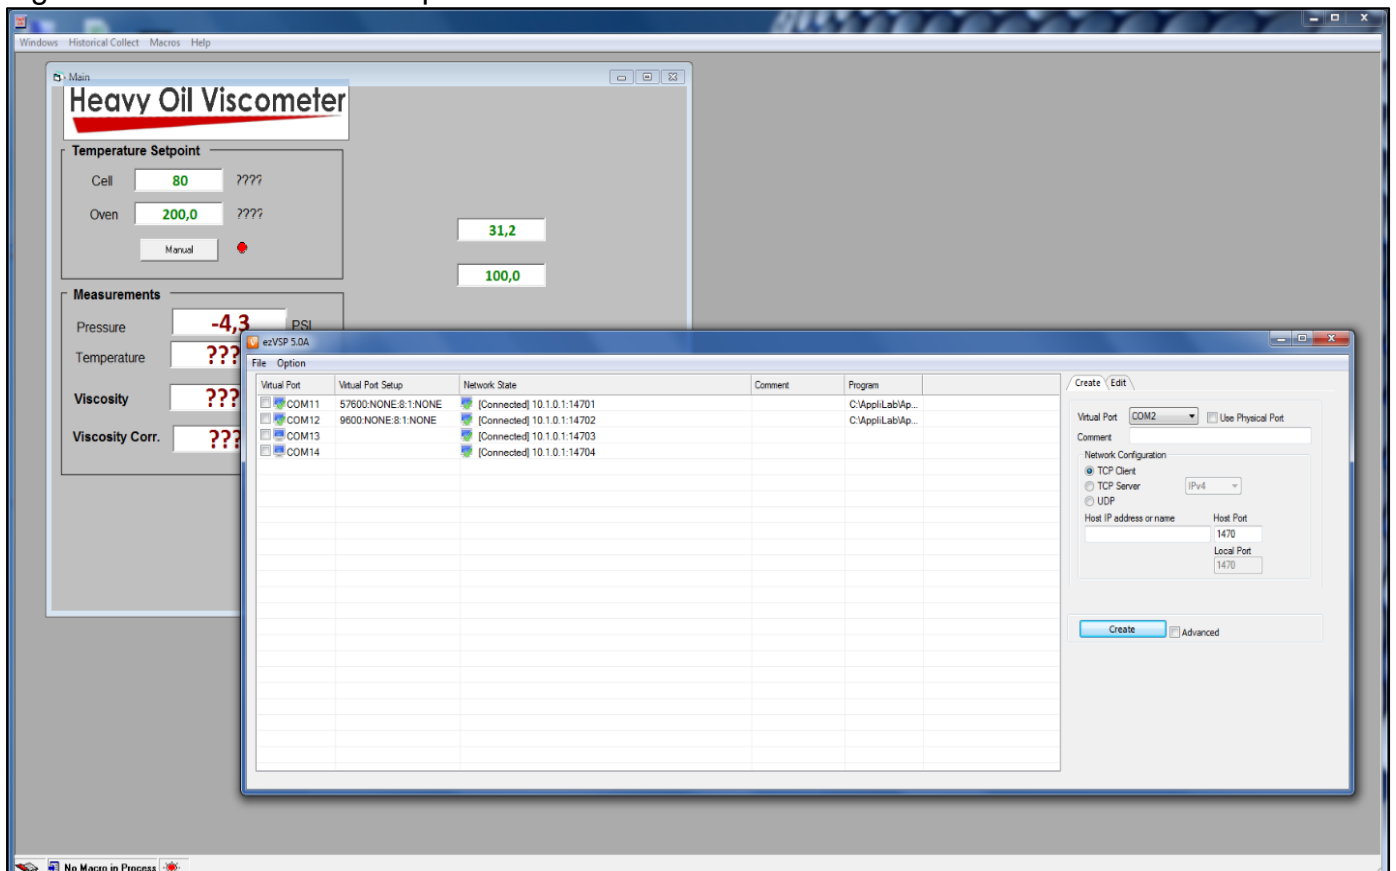 Windows Historical Collect Macros Help
Main
Heavy Oil Viscometer
Temperature Setpoint
Cell 80 ????
Oven 200,0 ????
Manual
31,2
100,0
Measurements
Pressure -4,3 PSI
Temperature ???
Viscosity ???
Viscosity Corr. ???
ezVSP 5.0A
File Option
Virtual Port Virtual Port Setup Network State Comment Program
COM11 57600:NONE:8:1:NONE [Connected] 10.1.0.1:14701 C:\AppliLab\Ap...
COM12 9600:NONE:8:1:NONE [Connected] 10.1.0.1:14702 C:\AppliLab\Ap...
COM13 [Connected] 10.1.0.1:14703
COM14 [Connected] 10.1.0.1:14704
Create Edit
Virtual Port COM2 Use Physical Port
Comment
Network Configuration
TCP Client
TCP Server IPv4
UDP
Host IP address or name Host Port
1470
Local Port
1470
Create Advanced
No Macro in Process